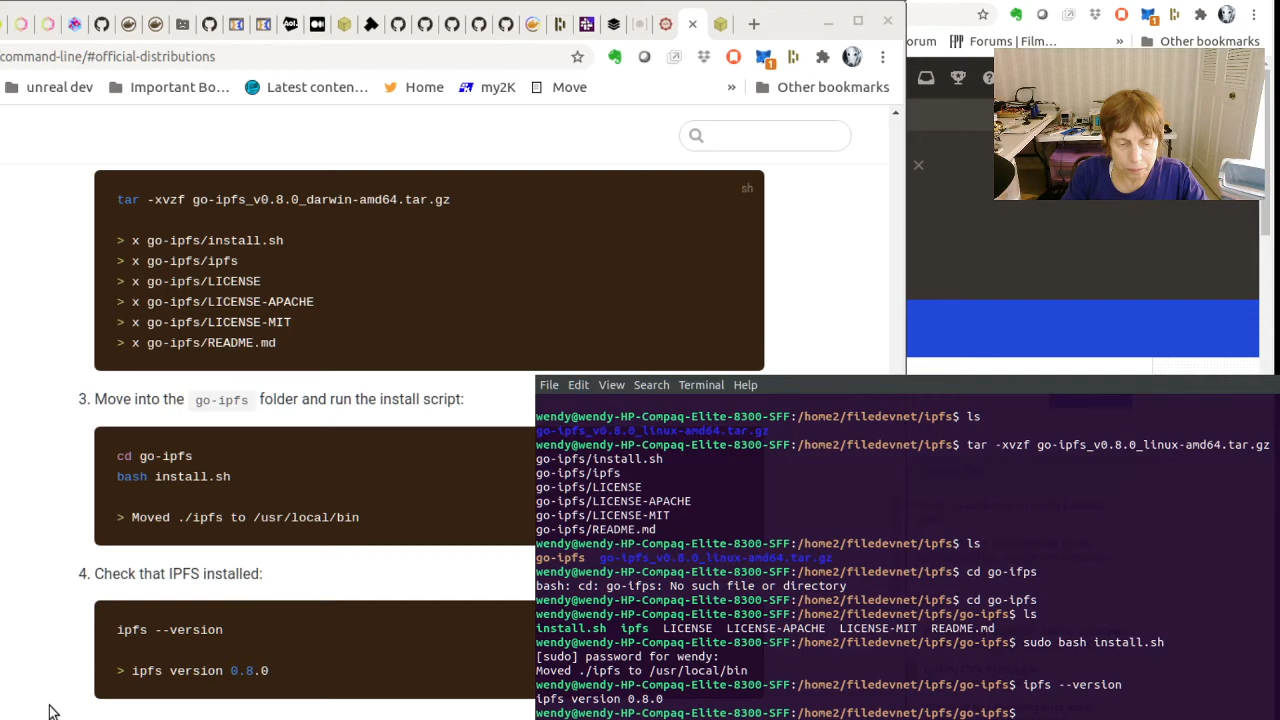 command-line/#official-distributions
1
1
orum
Forums | Film…
»
Other bookmarks
unreal dev
Important Bo…
Latest conten…
Home
my2K
Move
»
Other bookmarks
sh
tar -xvzf go-ipfs_v0.8.0_darwin-amd64.tar.gz
> x go-ipfs/install.sh
> x go-ipfs/ipfs
> x go-ipfs/LICENSE
> x go-ipfs/LICENSE-APACHE
> x go-ipfs/LICENSE-MIT
> x go-ipfs/README.md
3. Move into the go-ipfs folder and run the install script:
cd go-ipfs
bash install.sh
> Moved ./ipfs to /usr/local/bin
4. Check that IPFS installed:
ipfs --version
> ipfs version 0.8.0
File Edit View Search Terminal Help
wendy@wendy-HP-Compaq-Elite-8300-SFF:/home2/filedevnet/ipfs$ ls
go-ipfs_v0.8.0_linux-amd64.tar.gz
wendy@wendy-HP-Compaq-Elite-8300-SFF:/home2/filedevnet/ipfs$ tar -xvzf go-ipfs_v0.8.0_linux-amd64.tar.gz
go-ipfs/install.sh
go-ipfs/ipfs
go-ipfs/LICENSE
go-ipfs/LICENSE-APACHE
go-ipfs/LICENSE-MIT
go-ipfs/README.md
wendy@wendy-HP-Compaq-Elite-8300-SFF:/home2/filedevnet/ipfs$ ls
go-ipfs go-ipfs_v0.8.0_linux-amd64.tar.gz
wendy@wendy-HP-Compaq-Elite-8300-SFF:/home2/filedevnet/ipfs$ cd go-ifps
bash: cd: go-ifps: No such file or directory
wendy@wendy-HP-Compaq-Elite-8300-SFF:/home2/filedevnet/ipfs$ cd go-ipfs
wendy@wendy-HP-Compaq-Elite-8300-SFF:/home2/filedevnet/ipfs/go-ipfs$ ls
install.sh ipfs LICENSE LICENSE-APACHE LICENSE-MIT README.md
wendy@wendy-HP-Compaq-Elite-8300-SFF:/home2/filedevnet/ipfs/go-ipfs$ sudo bash install.sh
[sudo] password for wendy:
Moved ./ipfs to /usr/local/bin
wendy@wendy-HP-Compaq-Elite-8300-SFF:/home2/filedevnet/ipfs/go-ipfs$ ipfs --version
ipfs version 0.8.0
wendy@wendy-HP-Compaq-Elite-8300-SFF:/home2/filedevnet/ipfs/go-ipfs$